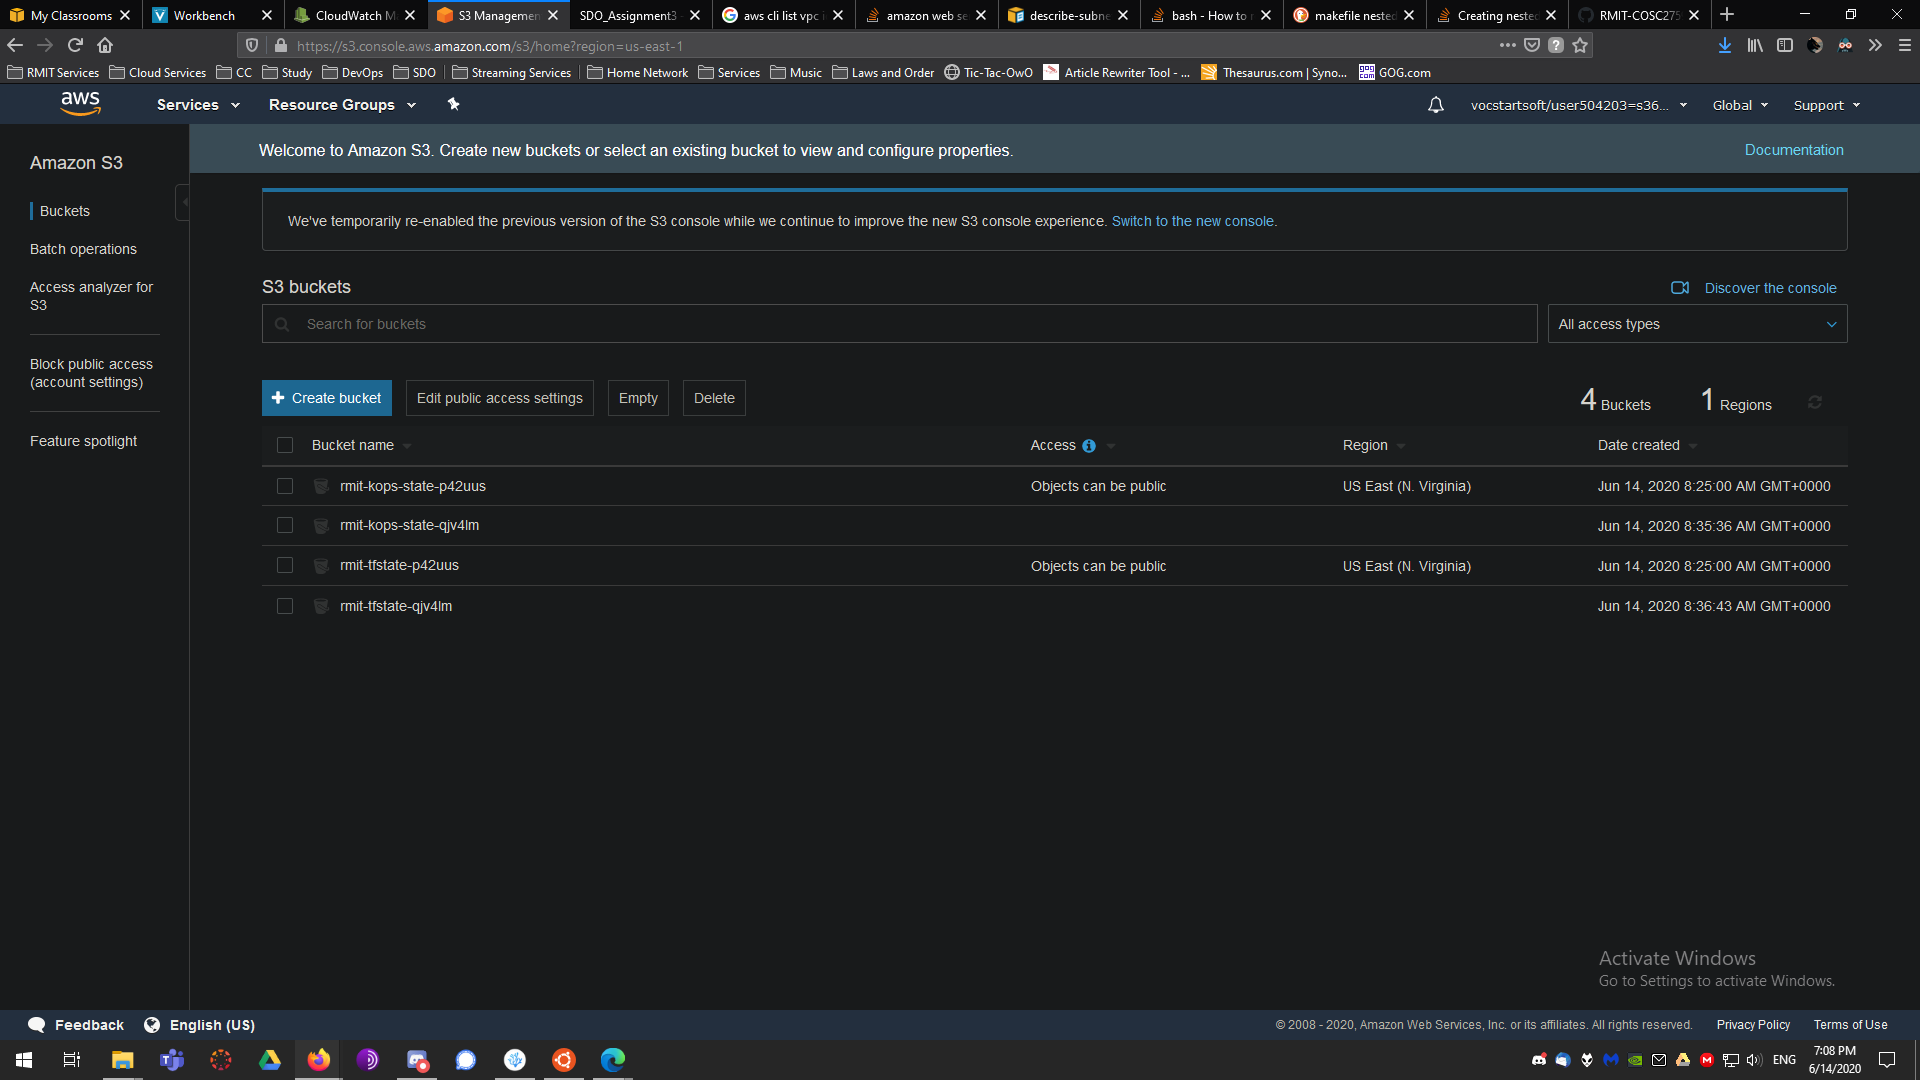 My Classrooms
Workbench
CloudWatch M
S3 Managemen
SDO_Assignment3
aws cli list vpc i
amazon web se
describe-subne
bash - How to r
makefile nested
Creating nested
RMIT-COSC275
https://s3.console.aws.amazon.com/s3/home?region=us-east-1
RMIT Services
Cloud Services
CC
Study
DevOps
SDO
Streaming Services
Home Network
Services
Music
Laws and Order
Tic-Tac-OwO
Article Rewriter Tool - ...
Thesaurus.com | Syno...
GOG.com
aws
Services
Resource Groups
vocstartsoft/user504203=s36...
Global
Support
Amazon S3
Buckets
Batch operations
Access analyzer for
S3
Block public access
(account settings)
Feature spotlight
Welcome to Amazon S3. Create new buckets or select an existing bucket to view and configure properties.
Documentation
We've temporarily re-enabled the previous version of the S3 console while we continue to improve the new S3 console experience. Switch to the new console.
S3 buckets
Discover the console
Search for buckets
All access types
Create bucket
Edit public access settings
Empty
Delete
4 Buckets
1 Regions
Bucket name
Access
Region
Date created
rmit-kops-state-p42uus
Objects can be public
US East (N. Virginia)
Jun 14, 2020 8:25:00 AM GMT+0000
rmit-kops-state-qjv4lm
Jun 14, 2020 8:35:36 AM GMT+0000
rmit-tfstate-p42uus
Objects can be public
US East (N. Virginia)
Jun 14, 2020 8:25:00 AM GMT+0000
rmit-tfstate-qjv4lm
Jun 14, 2020 8:36:43 AM GMT+0000
Activate Windows
Go to Settings to activate Windows.
Feedback
English (US)
© 2008 - 2020, Amazon Web Services, Inc. or its affiliates. All rights reserved.
Privacy Policy
Terms of Use
ENG
7:08 PM
6/14/2020